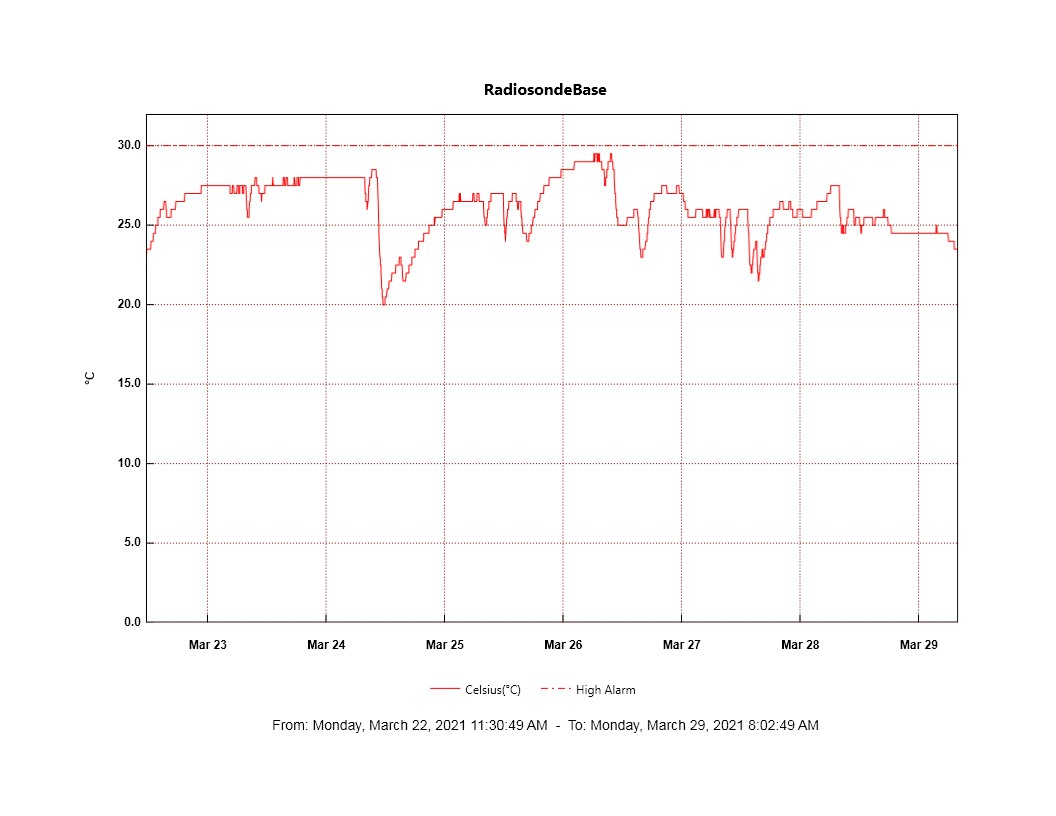 RadiosondeBase
30.0
25.0
20.0
15.0
10.0
5.0
0.0
°C
Mar 23 Mar 24 Mar 25 Mar 26 Mar 27 Mar 28 Mar 29
Celsius(°C) High Alarm
From: Monday, March 22, 2021 11:30:49 AM - To: Monday, March 29, 2021 8:02:49 AM